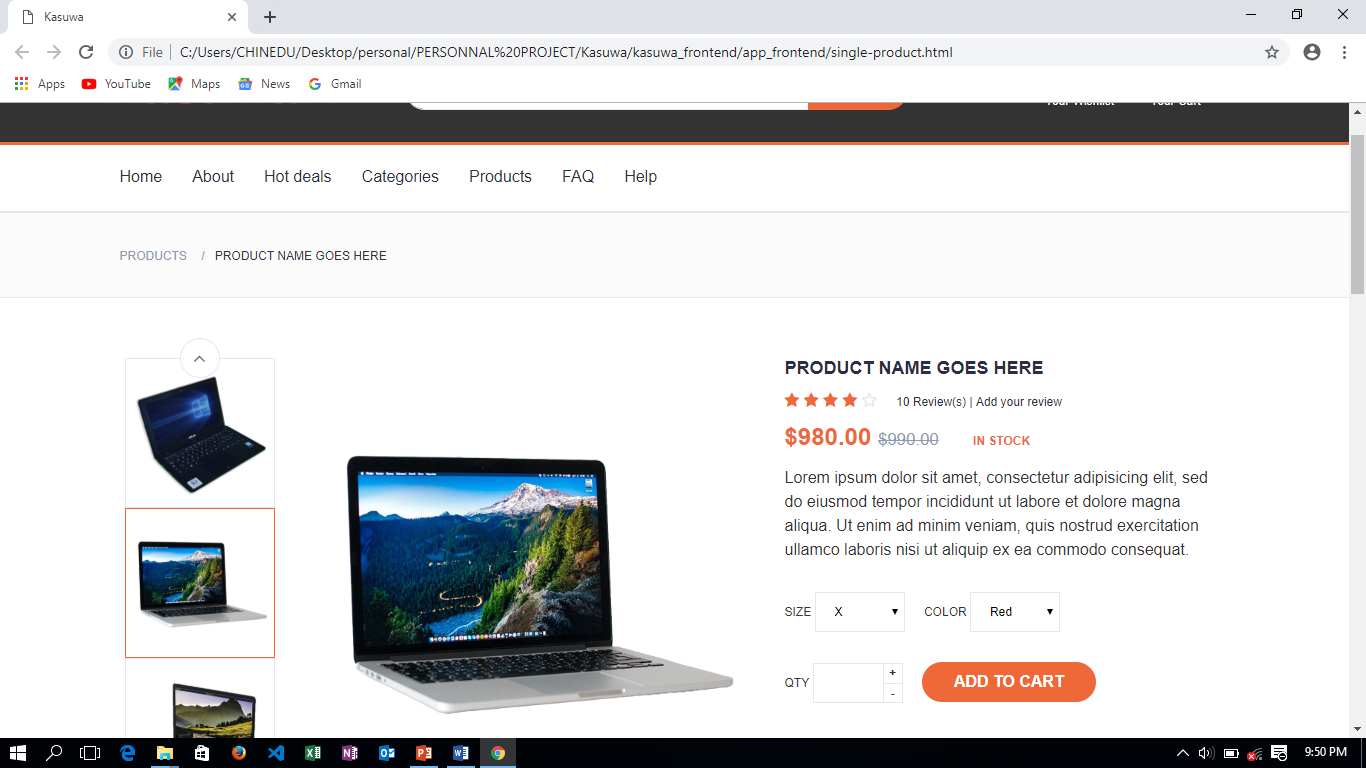 Kasuwa
File | C:/Users/CHINEDU/Desktop/personal/PERSONNAL%20PROJECT/Kasuwa/kasuwa_frontend/app_frontend/single-product.html
Apps YouTube Maps News Gmail
Your Wishlist Your Cart
Home About Hot deals Categories Products FAQ Help
PRODUCTS / PRODUCT NAME GOES HERE
PRODUCT NAME GOES HERE
10 Review(s) | Add your review
$980.00 $990.00 IN STOCK
Lorem ipsum dolor sit amet, consectetur adipisicing elit, sed
do eiusmod tempor incididunt ut labore et dolore magna
aliqua. Ut enim ad minim veniam, quis nostrud exercitation
ullamco laboris nisi ut aliquip ex ea commodo consequat.
SIZE X COLOR Red
QTY + - ADD TO CART
9:50 PM